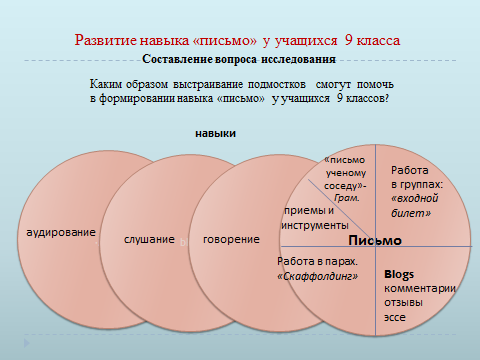 Развитие навыка «письмо» у учащихся 9 класса
Составление вопроса исследования
Каким образом выстраивание подмостков смогут помочь
в формировании навыка «письмо» у учащихся 9 классов?
навыки
аудирование
слушание
говорение
«письмо
ученому
соседу»-
Грам.
приемы и
инструменты
Работа
в группах:
«входной
билет»
Письмо
Работа в парах.
«Скаффолдинг»
Blogs
комментарии
отзывы
эссе